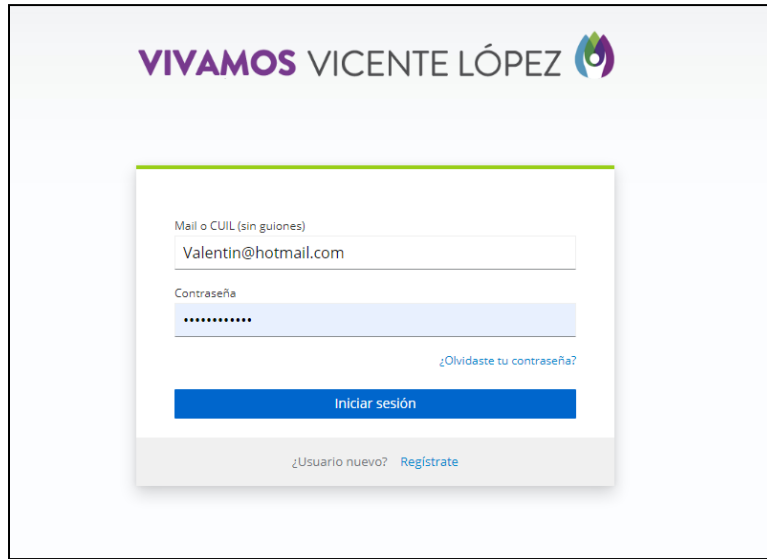 VIVAMOS VICENTE LÓPEZ
Mail o CUIL (sin guiones)
Valentin@hotmail.com
Contraseña
••••••••••••
¿Olvidaste tu contraseña?
Iniciar sesión
¿Usuario nuevo? Regístrate